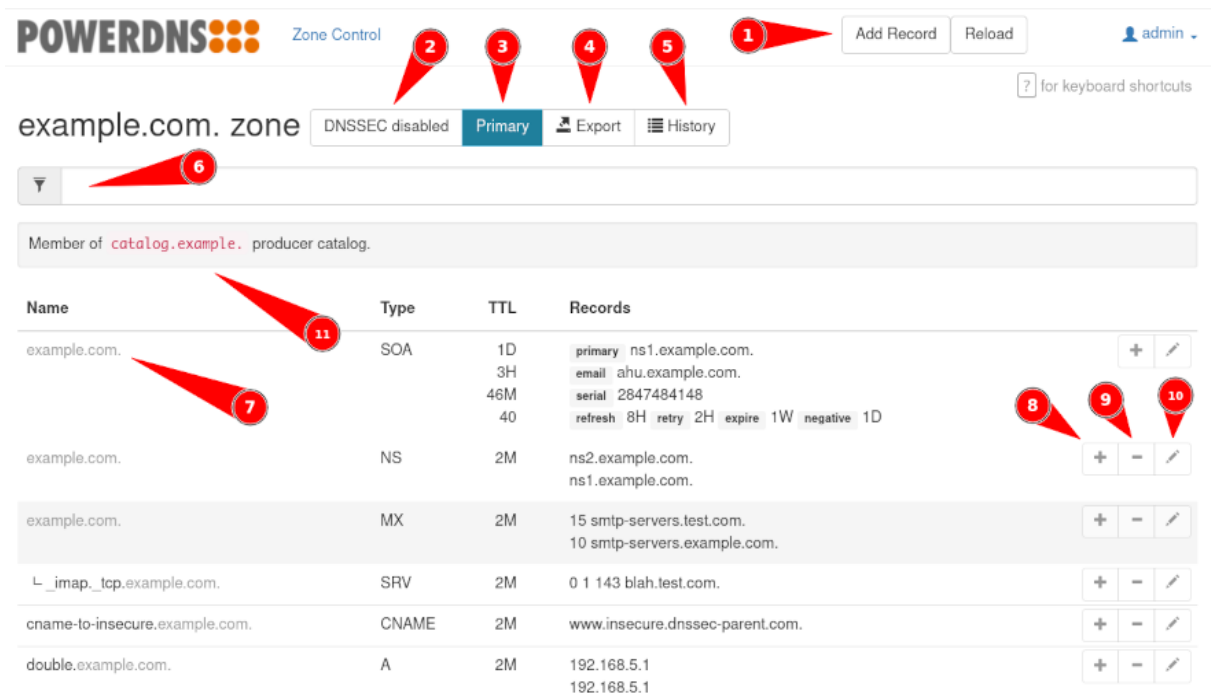 POWERDNS Zone Control 1 Add Record Reload admin
2 3 4 5
? for keyboard shortcuts
example.com. zone DNSSEC disabled Primary Export History
6
Member of catalog.example. producer catalog.
Name Type TTL Records
11
example.com. SOA 1D primary ns1.example.com.
3H email ahu.example.com.
46M serial 2847484148
40 refresh 8H retry 2H expire 1W negative 1D
7 8 9 10
example.com. NS 2M ns2.example.com.
ns1.example.com.
example.com. MX 2M 15 smtp-servers.test.com.
10 smtp-servers.example.com.
_imap._tcp.example.com. SRV 2M 0 1 143 blah.test.com.
cname-to-insecure.example.com. CNAME 2M www.insecure.dnssec-parent.com.
double.example.com. A 2M 192.168.5.1
192.168.5.1